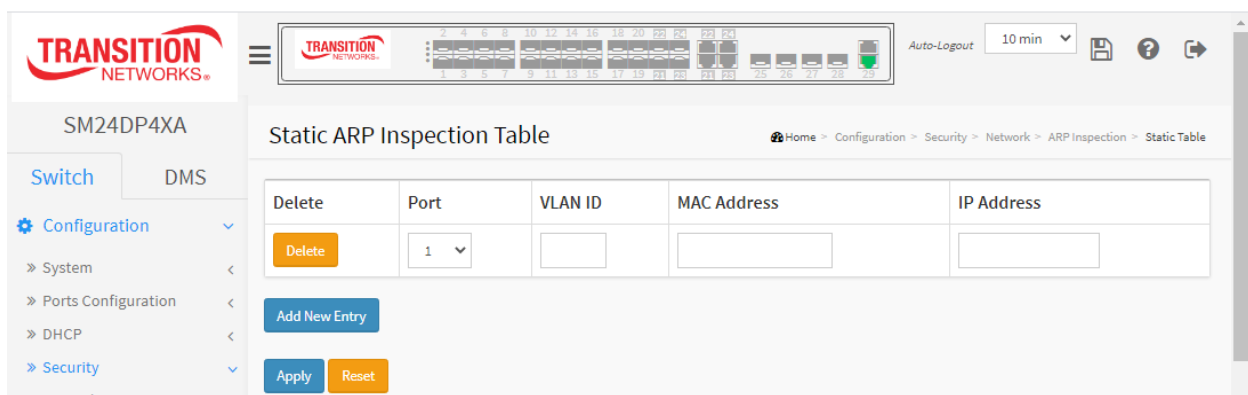 TRANSITION
NETWORKS®
TRANSITION
NETWORKS®
2 4 6 8 10 12 14 16 18 20 22 24 22 24
1 3 5 7 9 11 13 15 17 19 21 23 21 23 25 26 27 28 29
Auto-Logout 10 min
SM24DP4XA
Switch DMS
Configuration
» System
» Ports Configuration
» DHCP
» Security
Static ARP Inspection Table
Home > Configuration > Security > Network > ARP Inspection > Static Table
Delete Port VLAN ID MAC Address IP Address
Delete 1
Add New Entry
Apply Reset